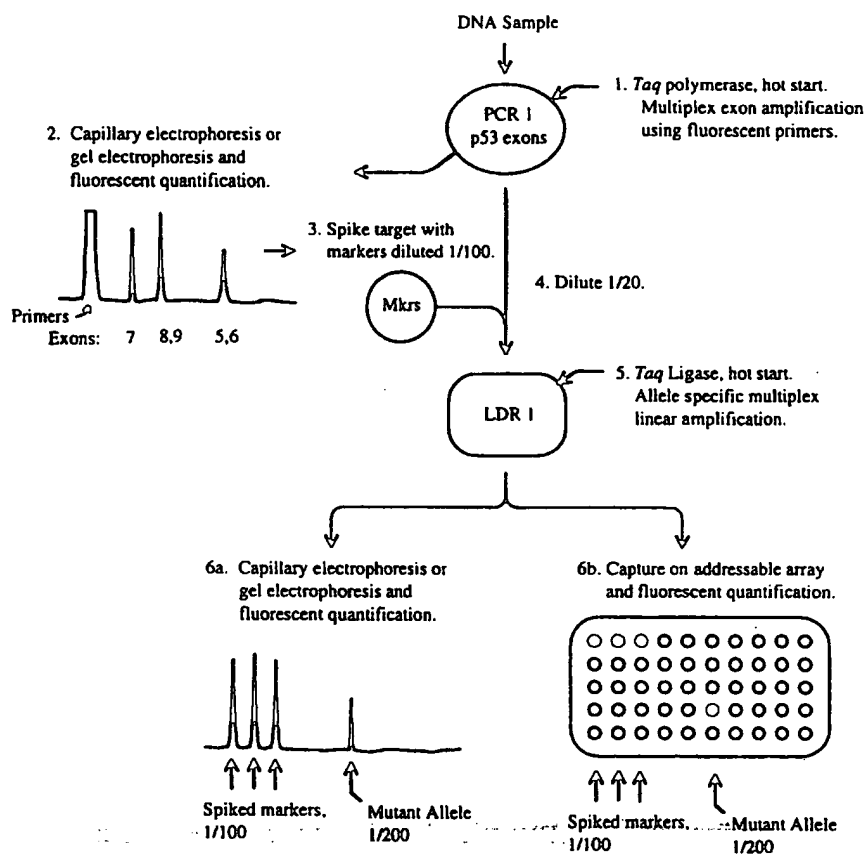 DNA Sample
1. Taq polymerase, hot start.
Multiplex exon amplification
using fluorescent primers.
PCR 1
p53 exons
2. Capillary electrophoresis or
gel electrophoresis and
fluorescent quantification.
3. Spike target with
markers diluted 1/100.
4. Dilute 1/20.
Mkrs
Primers
Exons: 7 8,9 5,6
5. Taq Ligase, hot start.
Allele specific multiplex
linear amplification.
LDR 1
6a. Capillary electrophoresis or
gel electrophoresis and
fluorescent quantification.
6b. Capture on addressable array
and fluorescent quantification.
Spiked markers,
1/100
Mutant Allele
1/200
Spiked markers,
1/100
Mutant Allele
1/200